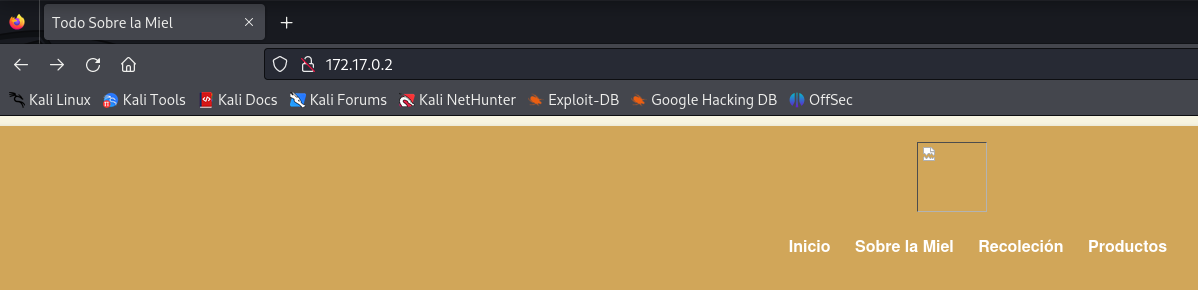 Todo Sobre la Miel
172.17.0.2
Kali Linux Kali Tools Kali Docs Kali Forums Kali NetHunter Exploit-DB Google Hacking DB OffSec
Inicio Sobre la Miel Recoleción Productos